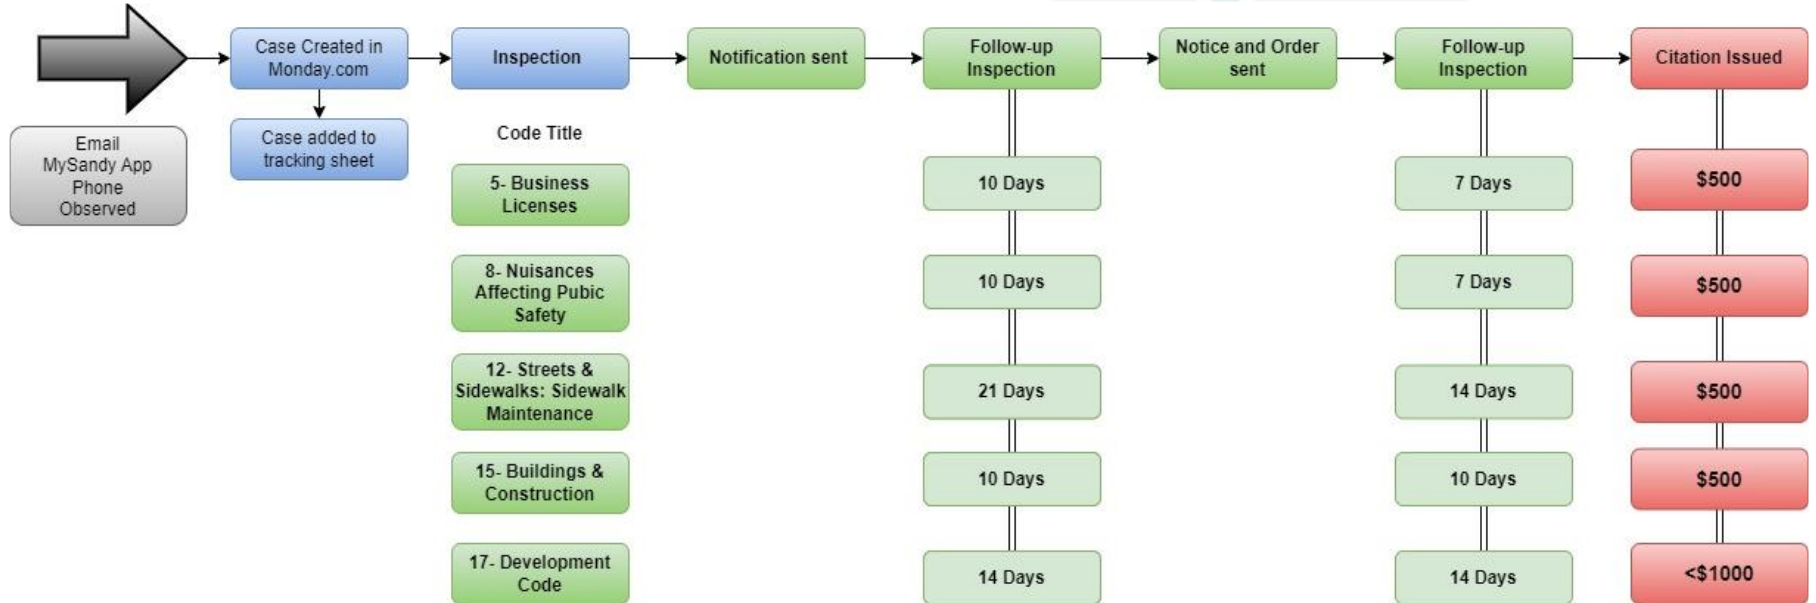 Case Created in
Monday.com
Inspection
Notification sent
Follow-up
Inspection
Notice and Order
sent
Follow-up
Inspection
Citation Issued
Email
MySandy App
Phone
Observed
Case added to
tracking sheet
Code Title
5- Business
Licenses
10 Days
7 Days
$500
8- Nuisances
Affecting Pubic
Safety
10 Days
7 Days
$500
12- Streets &
Sidewalks: Sidewalk
Maintenance
21 Days
14 Days
$500
15- Buildings &
Construction
10 Days
10 Days
$500
17- Development
Code
14 Days
14 Days
<$1000